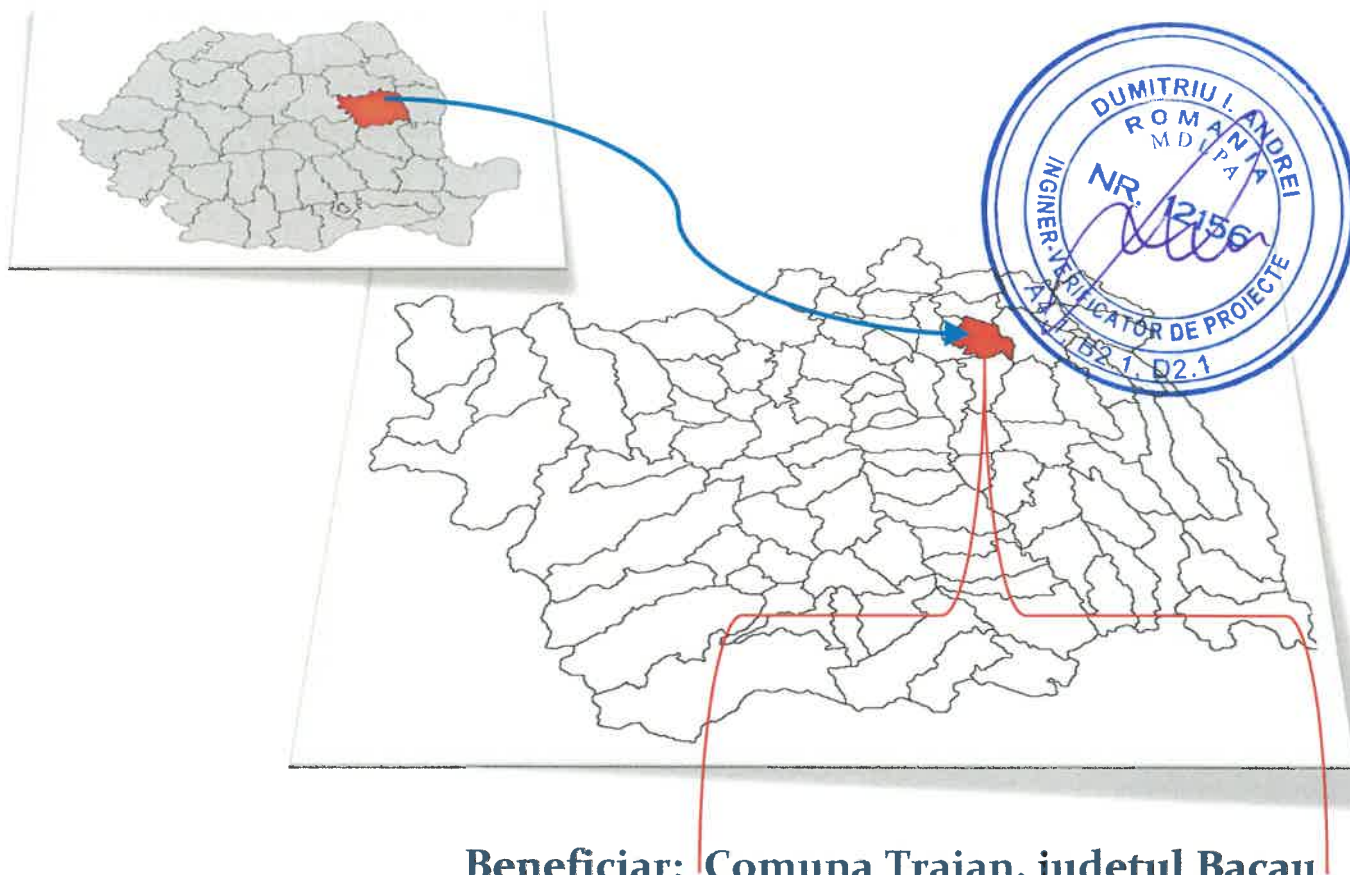 DUMITRIU I. ANDREI
ROMANIA
MDLPA
NR. 12156
INGINER-VERIFICATOR DE PROIECTE
B2.1, D2.1
Beneficiar: Comuna Traian, judetul Bacau